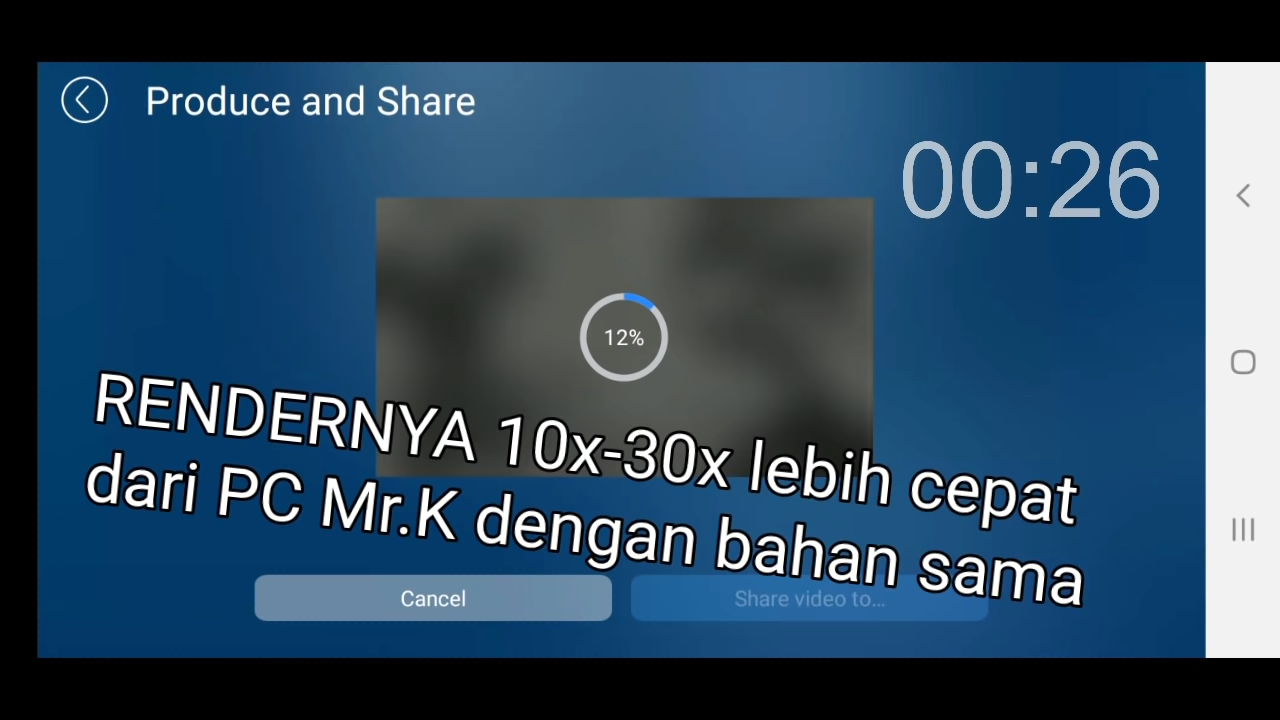 Produce and Share
00:26
12%
RENDERNYA 10x-30x lebih cepat
dari PC Mr.K dengan bahan sama
Cancel
Share video to...